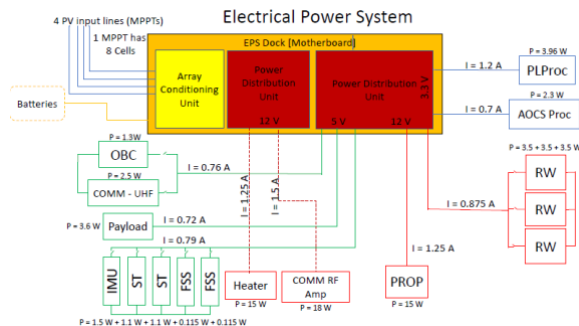 Electrical Power System
4 PV input lines (MPPTs)
1 MPPT has
8 Cells
EPS Dock [Motherboard]
Array
Conditioning
Unit
Power
Distribution
Unit
12 V
Power Distribution
Unit
3.3 V
5 V
12 V
Batteries
I = 1.2 A
P = 3.96 W
PLProc
I = 0.7 A
P = 2.3 W
AOCS Proc
P = 1.3W
OBC
P = 2.5 W
COMM - UHF
I = 0.76 A
P = 3.6 W
Payload
I = 0.72 A
I = 0.79 A
IMU
ST
ST
FSS
FSS
P = 1.5 W + 1.1 W + 1.1 W + 0.115 W + 0.115 W
I = 1.25 A
I = 1.5 A
Heater
P = 15 W
COMM RF
Amp
P = 18 W
I = 1.25 A
PROP
P = 15 W
I = 0.875 A
P = 3.5 + 3.5 + 3.5 W
RW
RW
RW